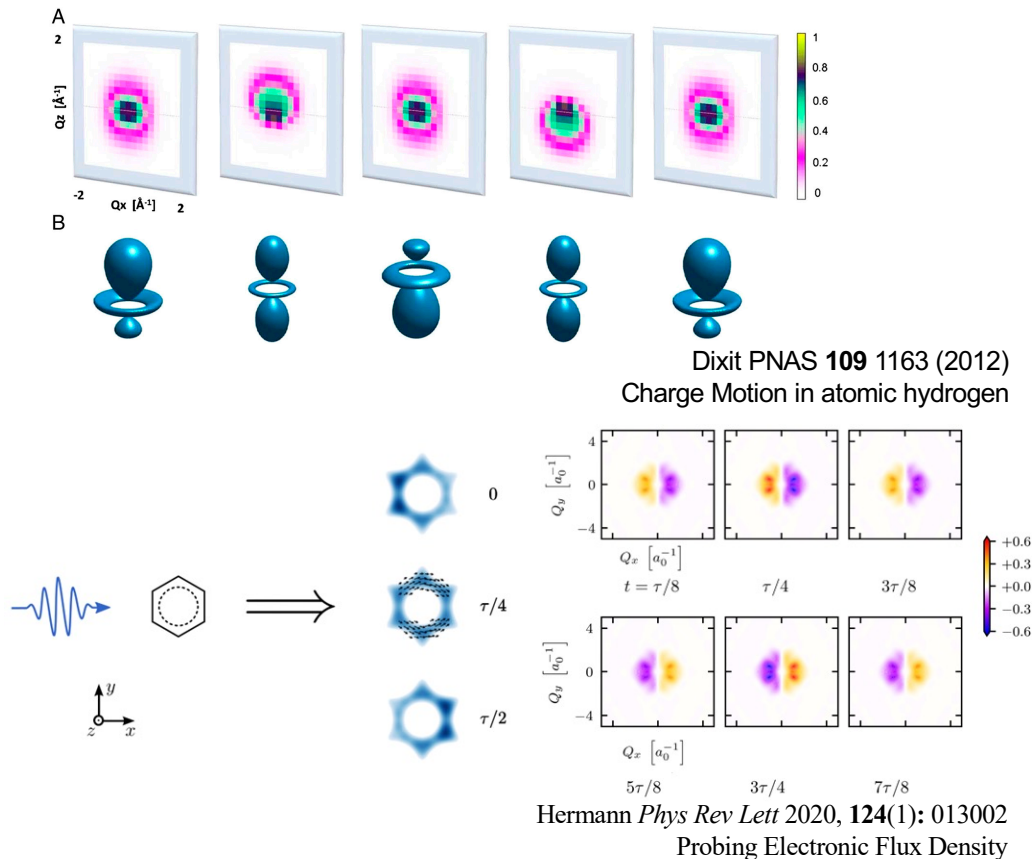 A
2
Qz [Å⁻¹]
-2
Qx [Å⁻¹]
2
1
0.8
0.6
0.4
0.2
0
B
Dixit PNAS 109 1163 (2012)
Charge Motion in atomic hydrogen
0
τ/4
τ/2
y
z
x
4
0
−4
Q_y [a₀⁻¹]
Q_x [a₀⁻¹]
t = τ/8
τ/4
3τ/8
+0.6
+0.3
+0.0
−0.3
−0.6
4
0
−4
Q_y [a₀⁻¹]
Q_x [a₀⁻¹]
5τ/8
3τ/4
7τ/8
Hermann Phys Rev Lett 2020, 124(1): 013002
Probing Electronic Flux Density